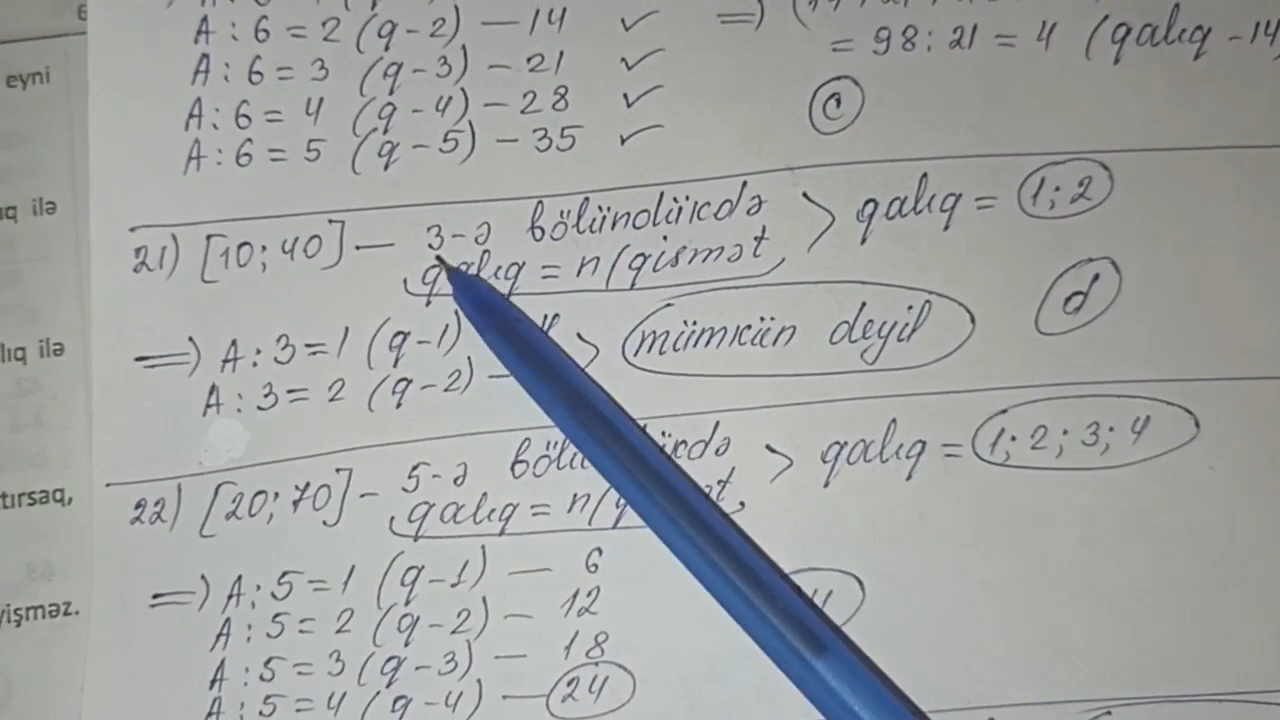 A : 6 = 2 (q-2) — 14 ✓
A : 6 = 3 (q-3) - 21 ✓
A : 6 = 4 (q-4) - 28 ✓
A : 6 = 5 (q-5) - 35 ✓
=)
= 98 : 21 = 4 (qalıq - 14
c
21) [10; 40] — 3-ə bölündükdə
qalıq = n/qismət > qalıq = 1; 2
=) A : 3 = 1 (q-1)
A : 3 = 2 (q-2) - > mümkün deyil
d
22) [20; 70] - 5-ə
qalıq = n/ > qalıq = 1; 2; 3; 4
=) A : 5 = 1 (q-1) — 6
A : 5 = 2 (q-2) - 12
A : 5 = 3 (q-3) - 18
A : 5 = 4 (q-4) - 24
eyni
ıq ilə
lıq ilə
tırsaq,
yişməz.